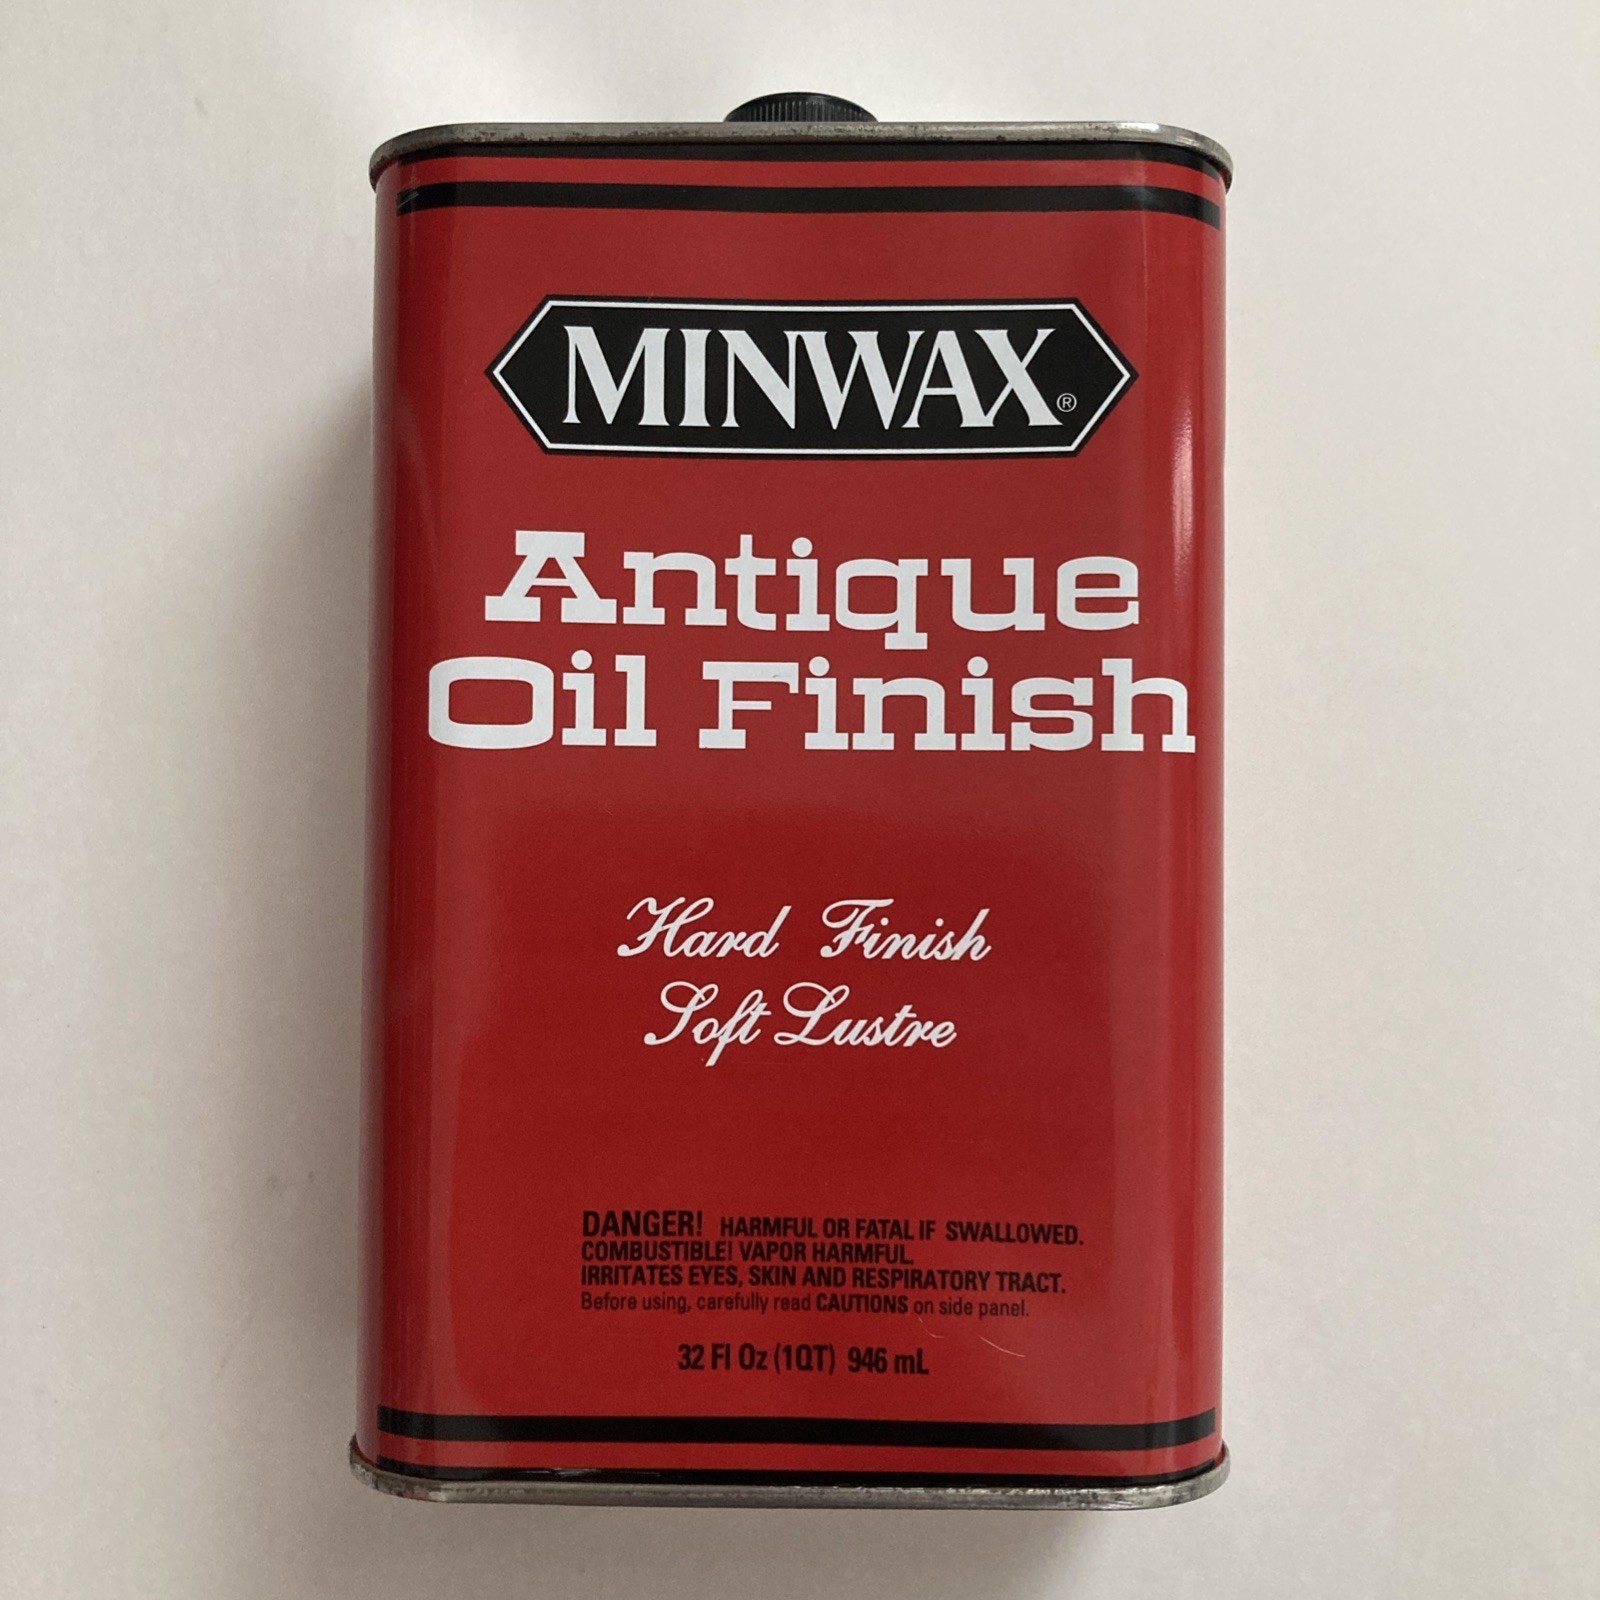 MINWAX®
Antique
Oil Finish
Hard Finish
Soft Lustre
DANGER! HARMFUL OR FATAL IF SWALLOWED.
COMBUSTIBLE! VAPOR HARMFUL.
IRRITATES EYES, SKIN AND RESPIRATORY TRACT.
Before using, carefully read CAUTIONS on side panel.
32 Fl Oz (1QT) 946 mL